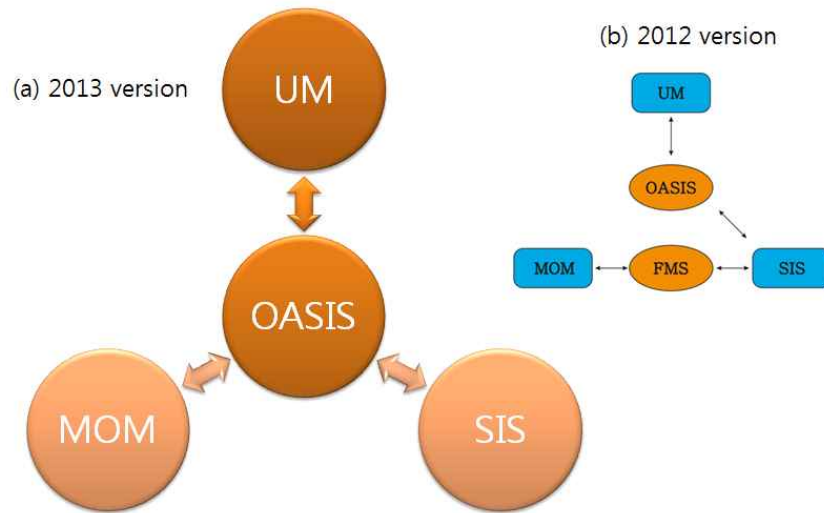 (a) 2013 version
UM
OASIS
MOM
SIS
(b) 2012 version
UM
OASIS
MOM
FMS
SIS